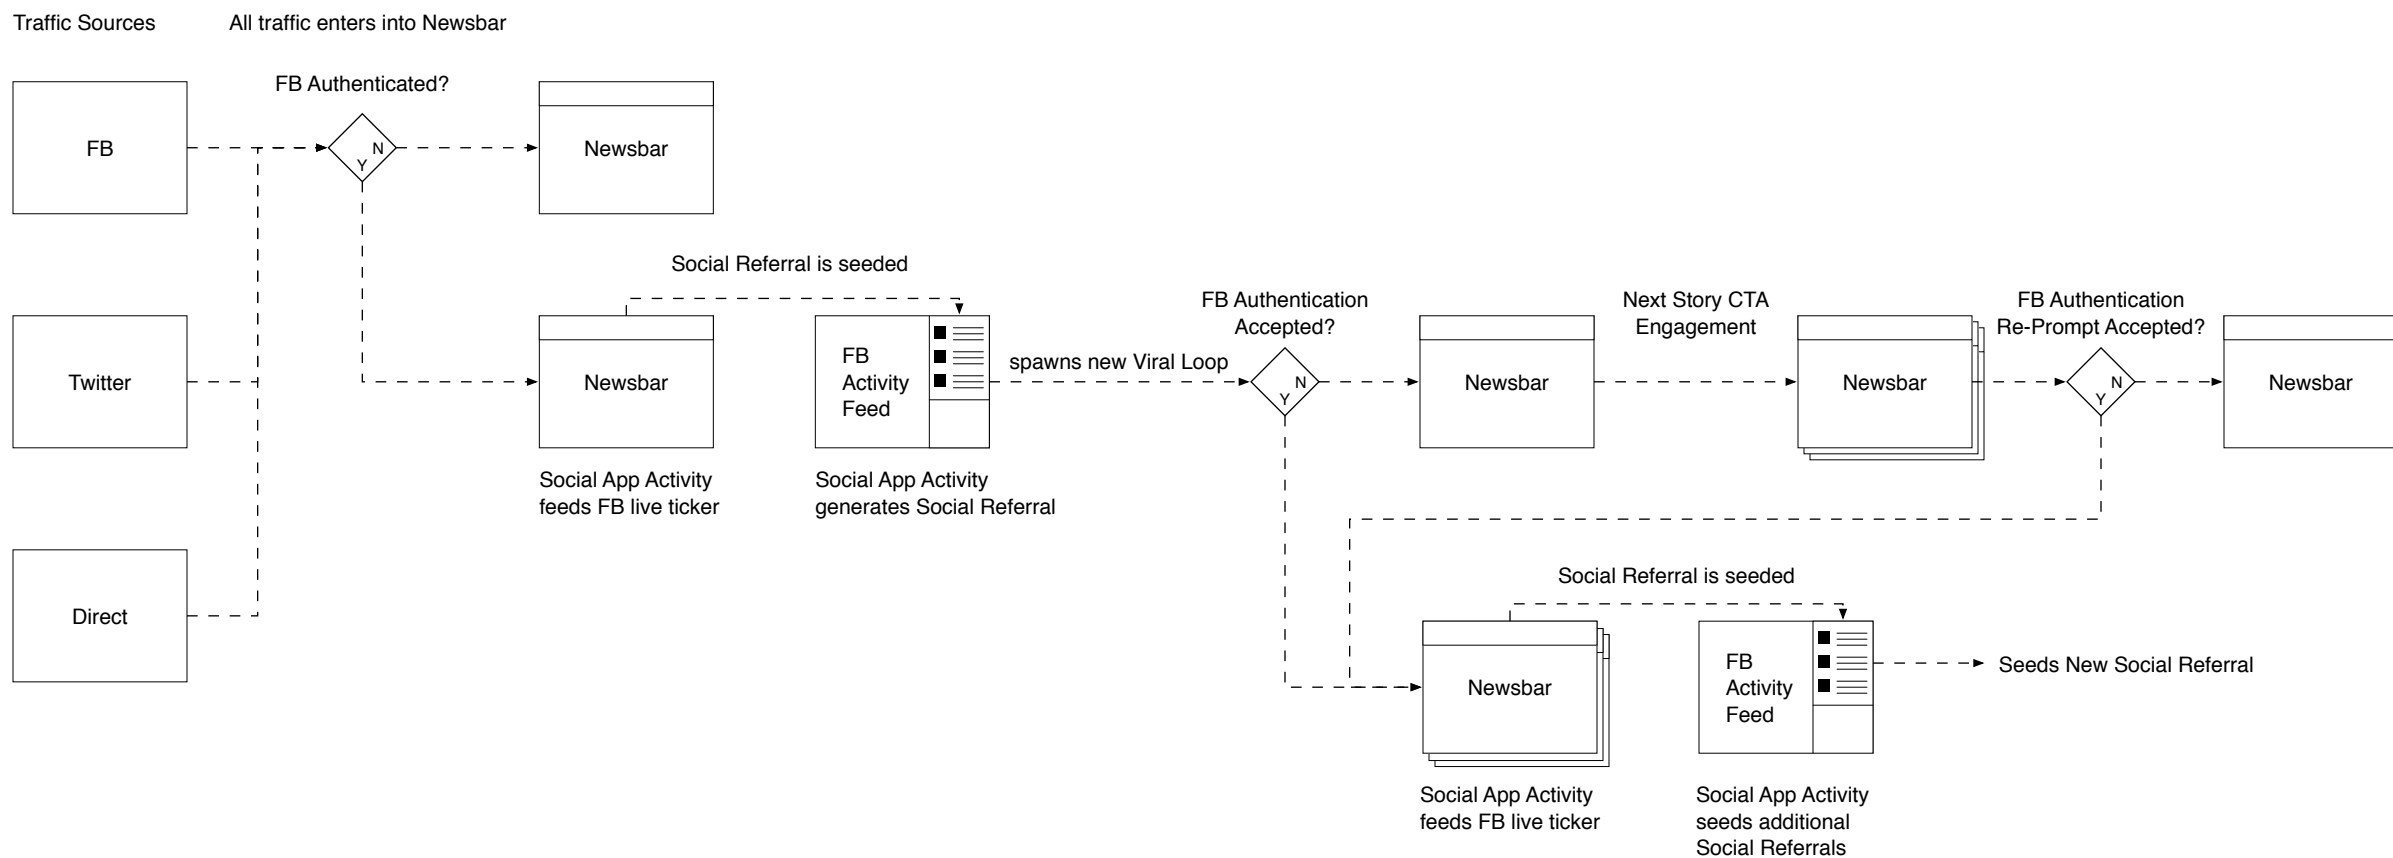 Traffic Sources
All traffic enters into Newsbar
FB Authenticated?
FB
N
Y
Newsbar
Social Referral is seeded
Twitter
Newsbar
FB
Activity
Feed
spawns new Viral Loop
FB Authentication
Accepted?
N
Y
Newsbar
Next Story CTA
Engagement
Newsbar
FB Authentication
Re-Prompt Accepted?
N
Y
Newsbar
Social App Activity
feeds FB live ticker
Social App Activity
generates Social Referral
Direct
Social Referral is seeded
Newsbar
FB
Activity
Feed
Seeds New Social Referral
Social App Activity
feeds FB live ticker
Social App Activity
seeds additional
Social Referrals